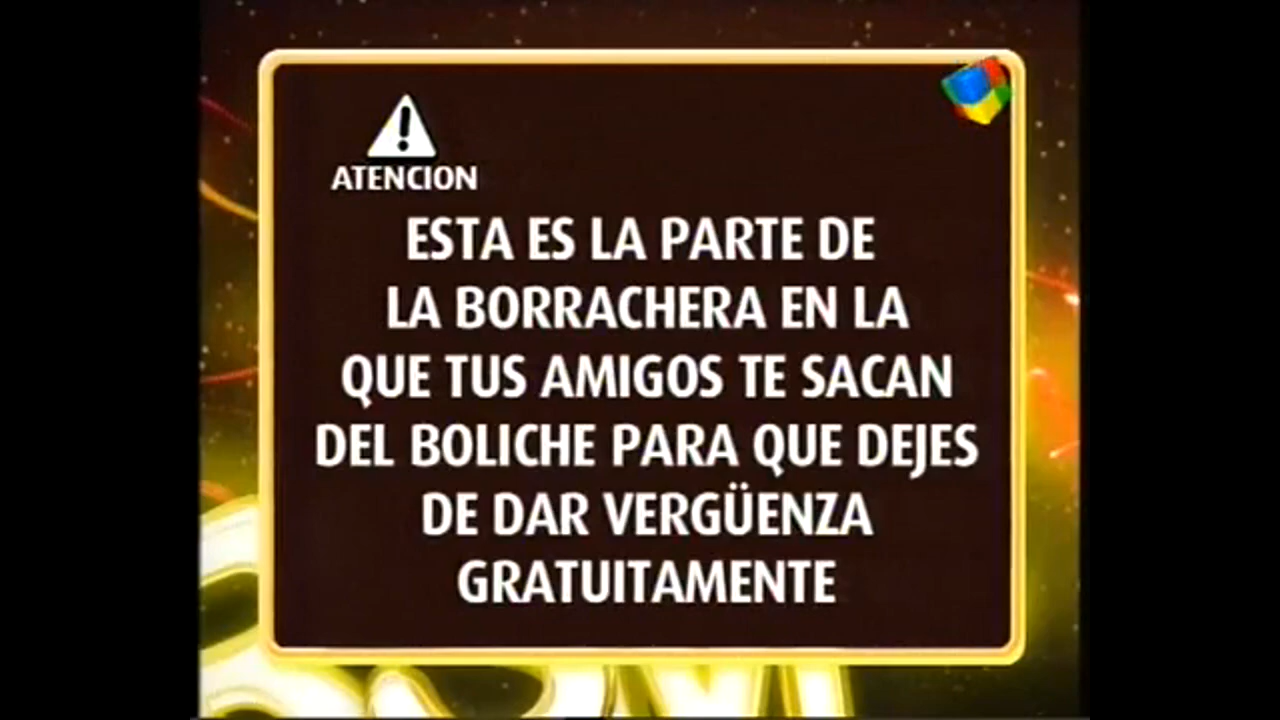 ATENCION
ESTA ES LA PARTE DE
LA BORRACHERA EN LA
QUE TUS AMIGOS TE SACAN
DEL BOLICHE PARA QUE DEJES
DE DAR VERGÜENZA
GRATUITAMENTE